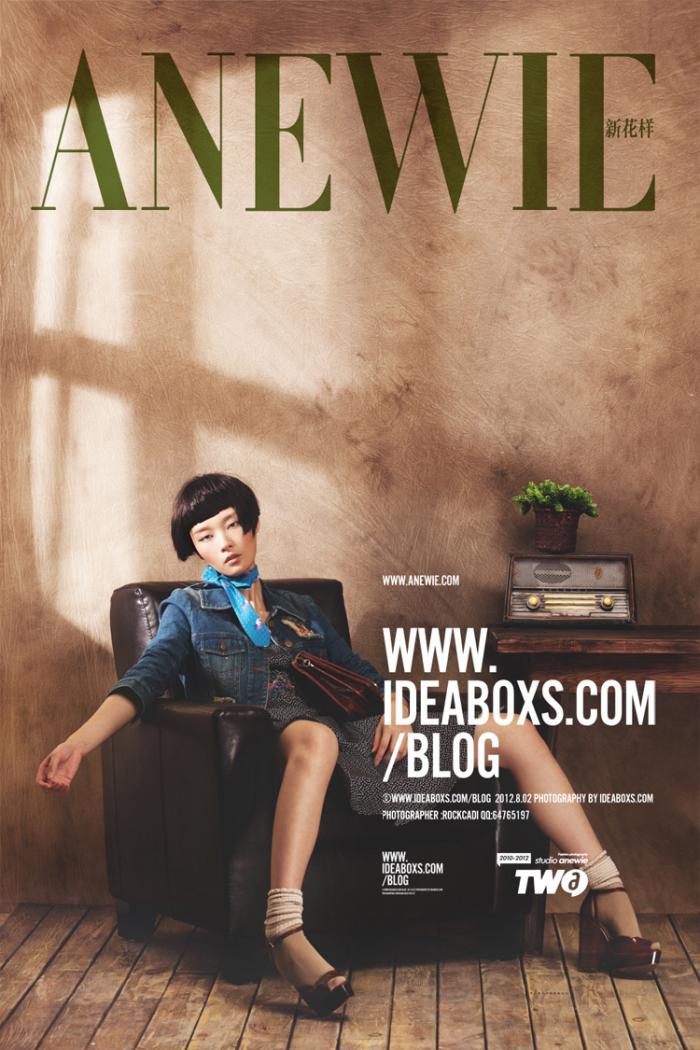 ANEWIE
新花样
WWW.ANEWIE.COM
WWW.
IDEABOXS.COM
/BLOG
©WWW.IDEABOXS.COM/BLOG 2012.8.02 PHOTOGRAPHY BY IDEABOXS.COM
PHOTOGRAPHER :ROCKCADI QQ:64765197
WWW.
IDEABOXS.COM
/BLOG
2010-2012
studio anewie
TWO